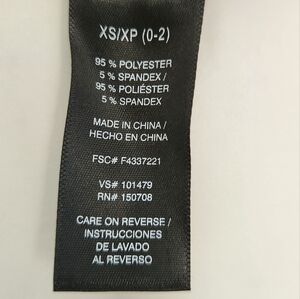 XS/XP (0-2)
95 % POLYESTER
5 % SPANDEX /
95 % POLIÉSTER
5 % SPANDEX
MADE IN CHINA /
HECHO EN CHINA
FSC# F4337221
VS# 101479
RN# 150708
CARE ON REVERSE /
INSTRUCCIONES
DE LAVADO
AL REVERSO